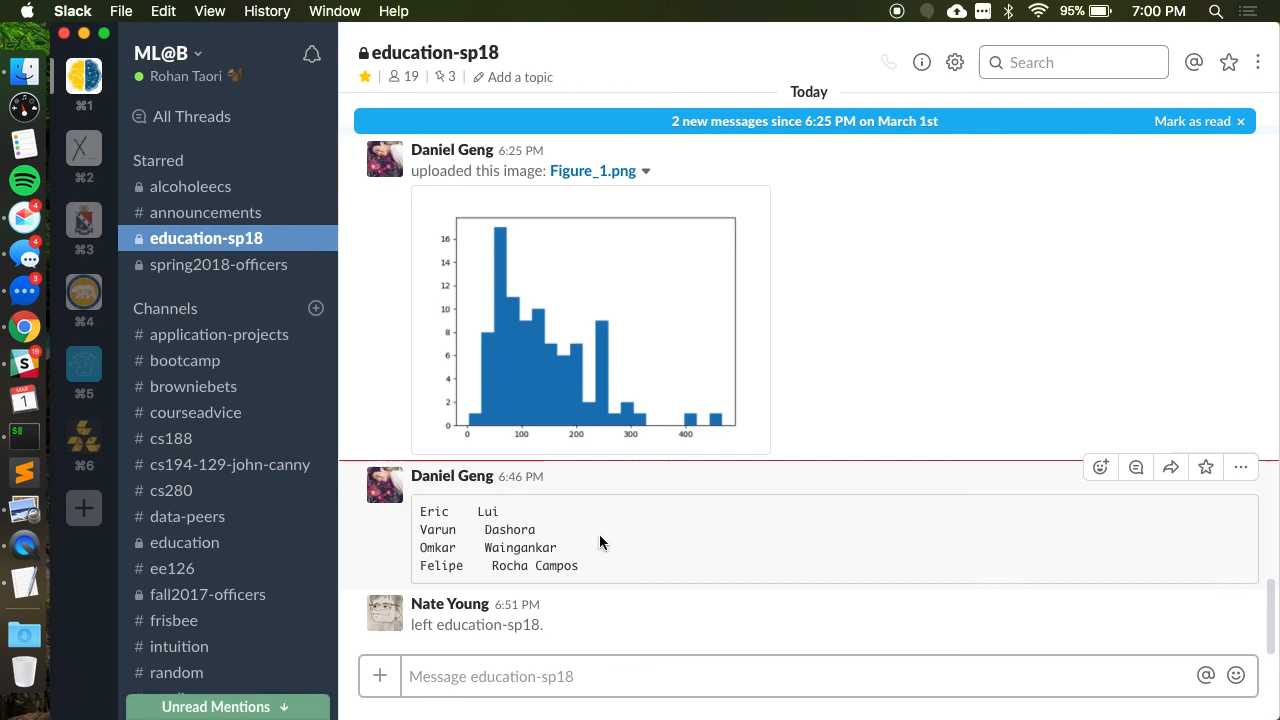 Slack File Edit View History Window Help 95% 7:00 PM
ML@B
Rohan Taori
All Threads
Starred
alcoholeecs
# announcements
education-sp18
spring2018-officers
Channels
# application-projects
# bootcamp
# browniebets
# courseadvice
# cs188
# cs194-129-john-canny
# cs280
# data-peers
education
# ee126
fall2017-officers
# frisbee
# intuition
# random
Unread Mentions ↓
⌘1
⌘2
⌘3
⌘4
⌘5
⌘6
4
4
3
19
MAR
1
education-sp18
19 | 3 | Add a topic
Search
Today
2 new messages since 6:25 PM on March 1st
Mark as read ×
Daniel Geng 6:25 PM
uploaded this image: Figure_1.png
16
14
12
10
8
6
4
2
0
0 100 200 300 400
Daniel Geng 6:46 PM
Eric Lui
Varun Dashora
Omkar Waingankar
Felipe Rocha Campos
Nate Young 6:51 PM
left education-sp18.
Message education-sp18